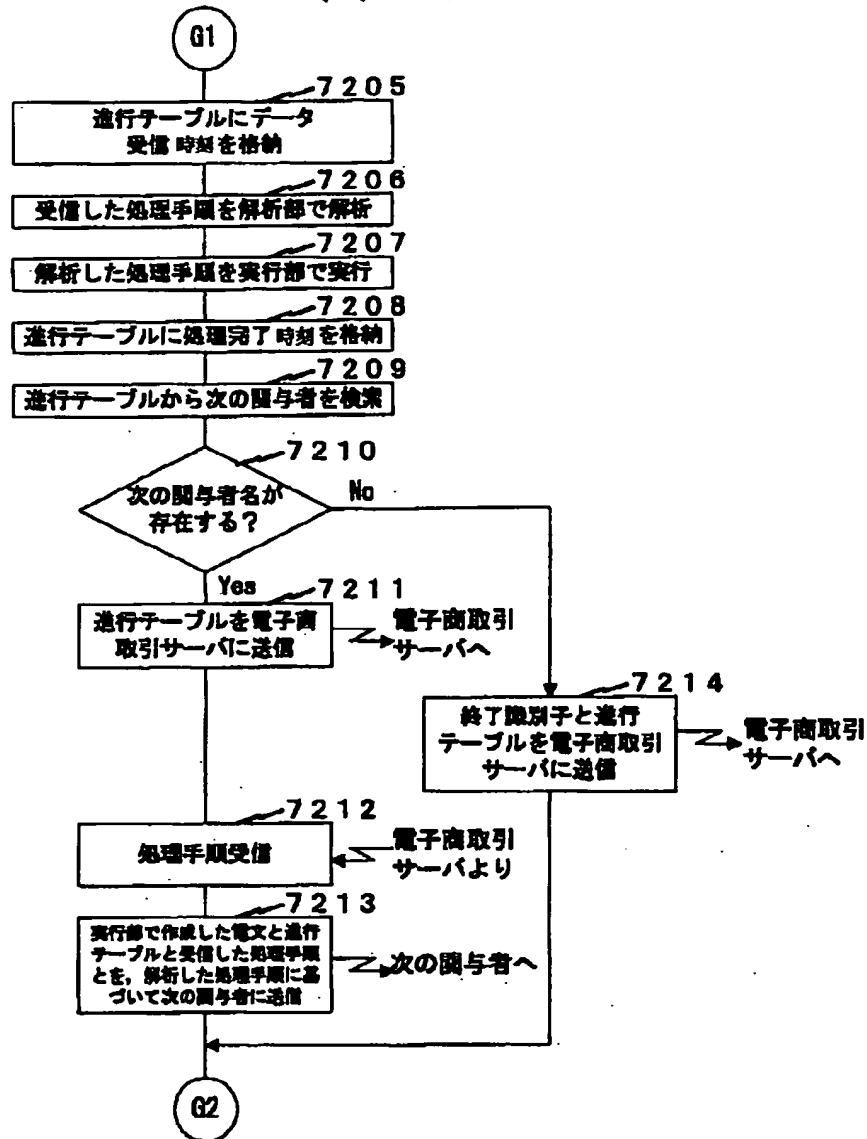 G1
7205
進行テーブルにデータ
受信時刻を格納
7206
受信した処理手順を解析部で解析
7207
解析した処理手順を実行部で実行
7208
進行テーブルに処理完了時刻を格納
7209
進行テーブルから次の関与者を検索
7210
次の関与者名が
存在する?
No
Yes
7211
進行テーブルを電子商
取引サーバに送信
電子商取引
サーバへ
7214
終了識別子と進行
テーブルを電子商取引
サーバに送信
電子商取引
サーバへ
7212
処理手順受信
電子商取引
サーバより
7213
実行部で作成した電文と進行
テーブルと受信した処理手順
とを,解析した処理手順に基
づいて次の関与者に送信
次の関与者へ
G2